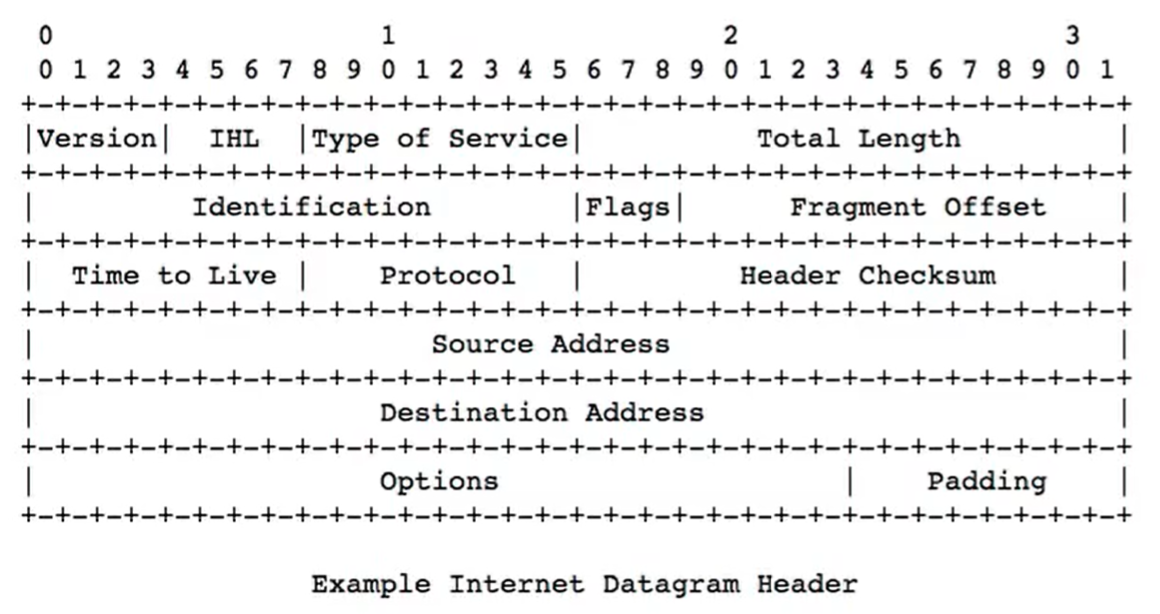 0                   1                   2                   3
 0 1 2 3 4 5 6 7 8 9 0 1 2 3 4 5 6 7 8 9 0 1 2 3 4 5 6 7 8 9 0 1
+-+-+-+-+-+-+-+-+-+-+-+-+-+-+-+-+-+-+-+-+-+-+-+-+-+-+-+-+-+-+-+-+
|Version|  IHL  |Type of Service|          Total Length         |
+-+-+-+-+-+-+-+-+-+-+-+-+-+-+-+-+-+-+-+-+-+-+-+-+-+-+-+-+-+-+-+-+
|         Identification        |Flags|      Fragment Offset    |
+-+-+-+-+-+-+-+-+-+-+-+-+-+-+-+-+-+-+-+-+-+-+-+-+-+-+-+-+-+-+-+-+
|  Time to Live |    Protocol   |         Header Checksum       |
+-+-+-+-+-+-+-+-+-+-+-+-+-+-+-+-+-+-+-+-+-+-+-+-+-+-+-+-+-+-+-+-+
|                       Source Address                          |
+-+-+-+-+-+-+-+-+-+-+-+-+-+-+-+-+-+-+-+-+-+-+-+-+-+-+-+-+-+-+-+-+
|                    Destination Address                        |
+-+-+-+-+-+-+-+-+-+-+-+-+-+-+-+-+-+-+-+-+-+-+-+-+-+-+-+-+-+-+-+-+
|                    Options                    |    Padding    |
+-+-+-+-+-+-+-+-+-+-+-+-+-+-+-+-+-+-+-+-+-+-+-+-+-+-+-+-+-+-+-+-+
Example Internet Datagram Header